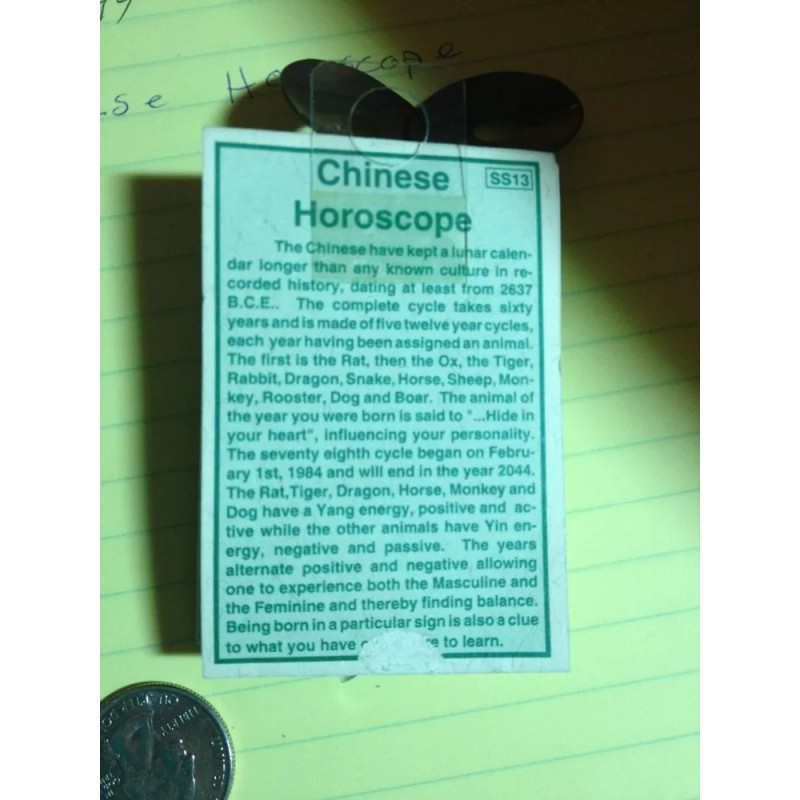 Horoscope
Chinese
SS13
Horoscope
The Chinese have kept a lunar calen-
dar longer than any known culture in re-
corded history, dating at least from 2637
B.C.E.. The complete cycle takes sixty
years and is made of five twelve year cycles,
each year having been assigned an animal.
The first is the Rat, then the Ox, the Tiger,
Rabbit, Dragon, Snake, Horse, Sheep, Mon-
key, Rooster, Dog and Boar. The animal of
the year you were born is said to "...Hide in
your heart", influencing your personality.
The seventy eighth cycle began on Febru-
ary 1st, 1984 and will end in the year 2044.
The Rat,Tiger, Dragon, Horse, Monkey and
Dog have a Yang energy, positive and ac-
tive while the other animals have Yin en-
ergy, negative and passive. The years
alternate positive and negative allowing
one to experience both the Masculine and
the Feminine and thereby finding balance.
Being born in a particular sign is also a clue
to what you have to learn.
LIBERTY